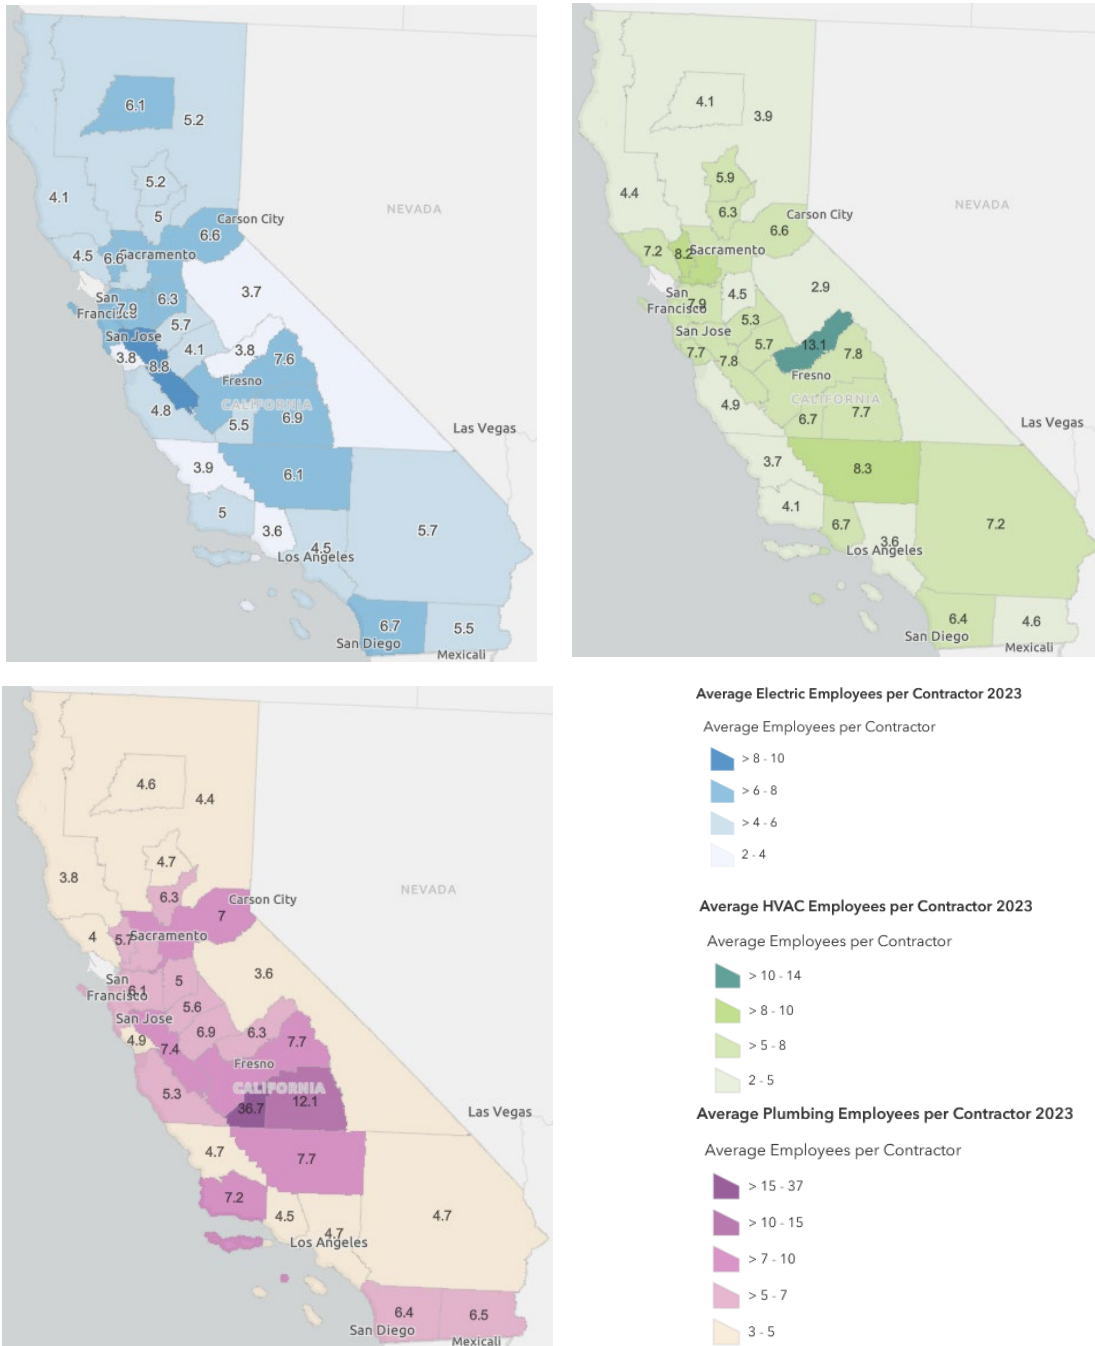 6.1
5.2
5.2
4.1
5
Carson City
NEVADA
6.6
4.5
6.6
Sacramento
3.7
San
Francisco
7.9
6.3
5.7
San Jose
3.8
4.1
3.8
7.6
8.8
Fresno
4.8
CALIFORNIA
5.5
6.9
Las Vegas
3.9
6.1
5
3.6
4.5
Los Angeles
5.7
6.7
5.5
San Diego
Mexicali
4.1
3.9
5.9
4.4
6.3
Carson City
NEVADA
6.6
7.2
8.2
Sacramento
2.9
San
Francisco
7.9
4.5
5.3
San Jose
7.7
7.8
5.7
13.1
7.8
Fresno
4.9
CALIFORNIA
6.7
7.7
Las Vegas
3.7
8.3
4.1
6.7
3.6
Los Angeles
7.2
6.4
4.6
San Diego
Mexicali
4.6
4.4
4.7
3.8
6.3
Carson City
NEVADA
7
4
5.7
Sacramento
3.6
San
Francisco
6.1
5
5.6
San Jose
4.9
7.4
6.9
6.3
7.7
Fresno
5.3
CALIFORNIA
36.7
12.1
Las Vegas
4.7
7.7
7.2
4.5
4.7
Los Angeles
4.7
6.4
6.5
San Diego
Mexicali
Average Electric Employees per Contractor 2023
Average Employees per Contractor
> 8 - 10
> 6 - 8
> 4 - 6
2 - 4
Average HVAC Employees per Contractor 2023
Average Employees per Contractor
> 10 - 14
> 8 - 10
> 5 - 8
2 - 5
Average Plumbing Employees per Contractor 2023
Average Employees per Contractor
> 15 - 37
> 10 - 15
> 7 - 10
> 5 - 7
3 - 5